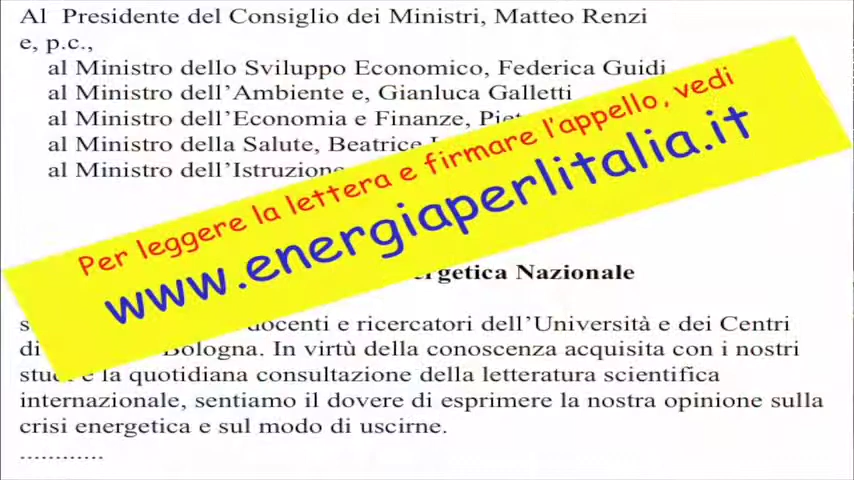 Al Presidente del Consiglio dei Ministri, Matteo Renzi
e, p.c.,
al Ministro dello Sviluppo Economico, Federica Guidi
al Ministro dell'Ambiente e, Gianluca Galletti
al Ministro dell'Economia e Finanze,
al Ministro della Salute, Beatrice
al Ministro dell'Istruzione
Per leggere la lettera e firmare l'appello, vedi
www.energiaperlitalia.it
Nazionale
docenti e ricercatori dell'Università e dei Centri
di Bologna. In virtù della conoscenza acquisita con i nostri
e la quotidiana consultazione della letteratura scientifica
internazionale, sentiamo il dovere di esprimere la nostra opinione sulla
crisi energetica e sul modo di uscirne.
............